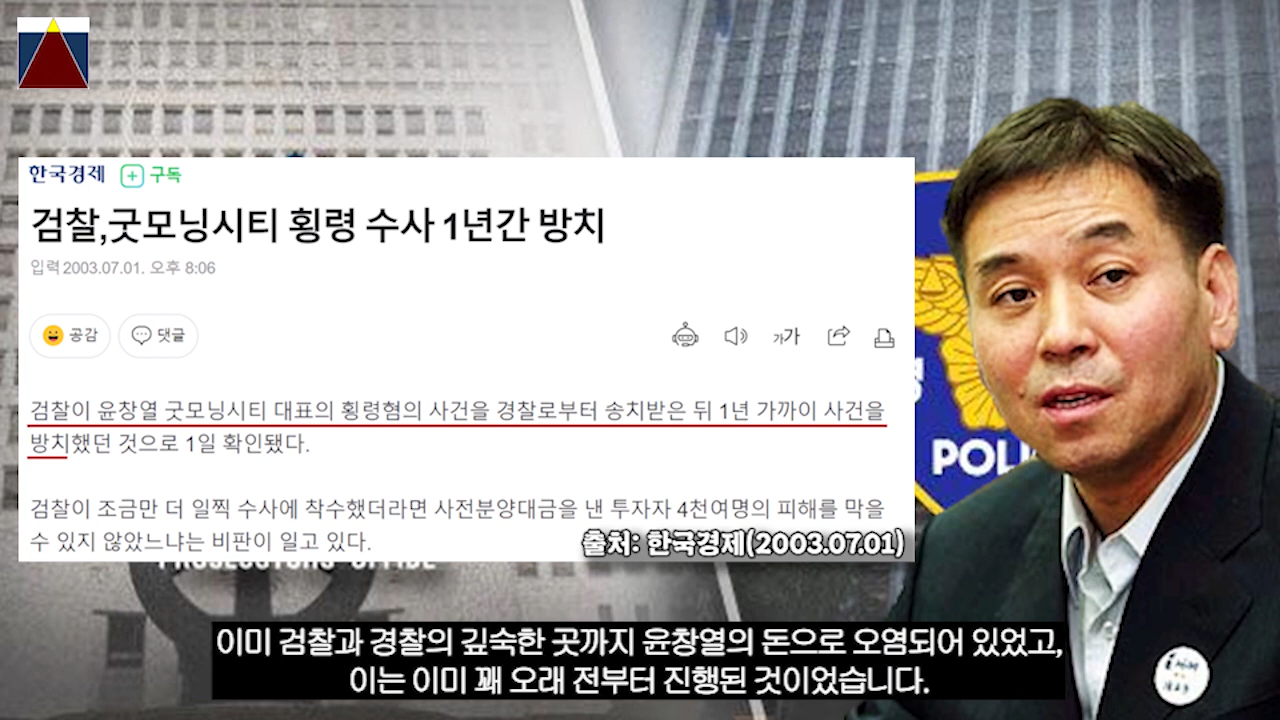 한국경제 구독
검찰,굿모닝시티 횡령 수사 1년간 방치
입력 2003.07.01. 오후 8:06
공감 댓글
가가
검찰이 윤창열 굿모닝시티 대표의 횡령혐의 사건을 경찰로부터 송치받은 뒤 1년 가까이 사건을
방치했던 것으로 1일 확인됐다.
검찰이 조금만 더 일찍 수사에 착수했더라면 사전분양대금을 낸 투자자 4천여명의 피해를 막을
수 있지 않았느냐는 비판이 일고 있다.
출처: 한국경제(2003.07.01)
PROSECUTORS OFFICE
이미 검찰과 경찰의 깊숙한 곳까지 윤창열의 돈으로 오염되어 있었고,
이는 이미 꽤 오래 전부터 진행된 것이었습니다.